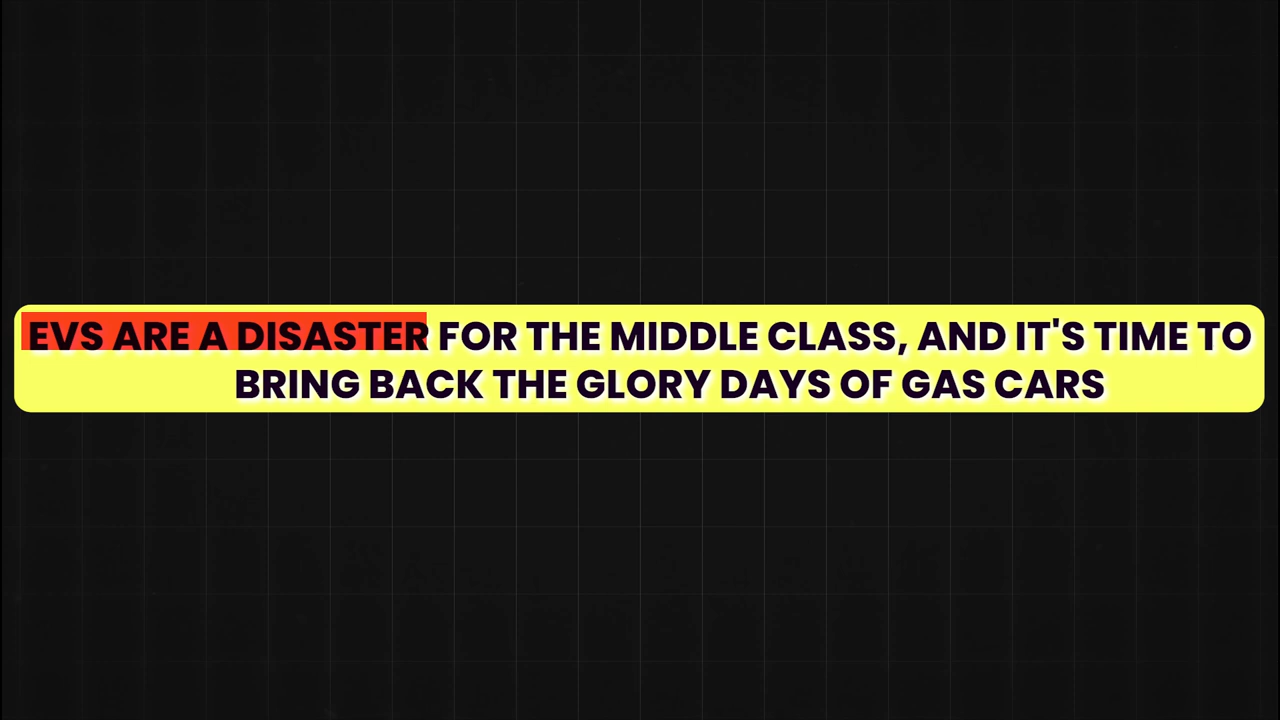 EVS ARE A DISASTER FOR THE MIDDLE CLASS, AND IT'S TIME TO
BRING BACK THE GLORY DAYS OF GAS CARS